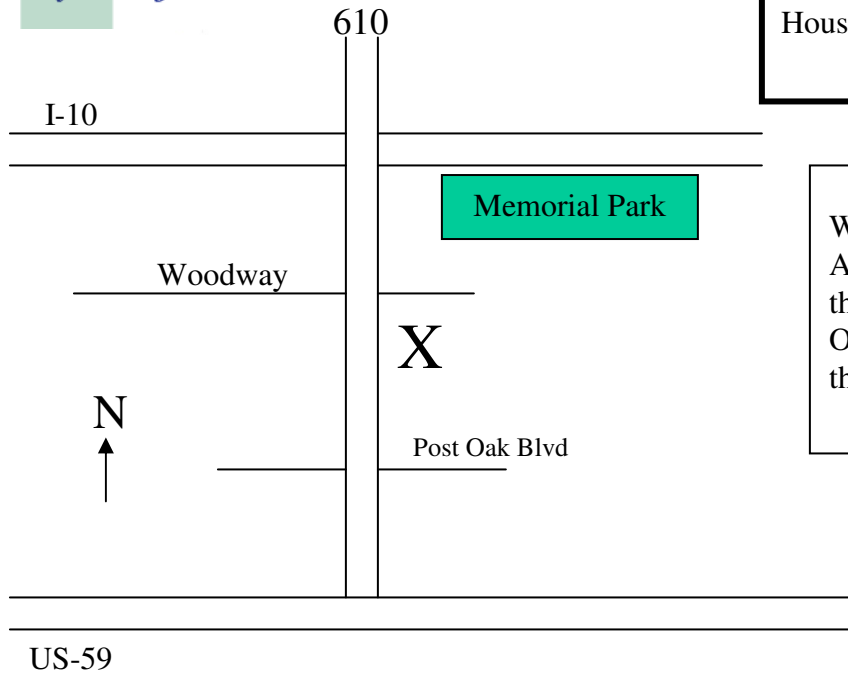 610
Hous
I-10
Memorial Park
W
A
th
O
th
Woodway
X
N
Post Oak Blvd
US-59